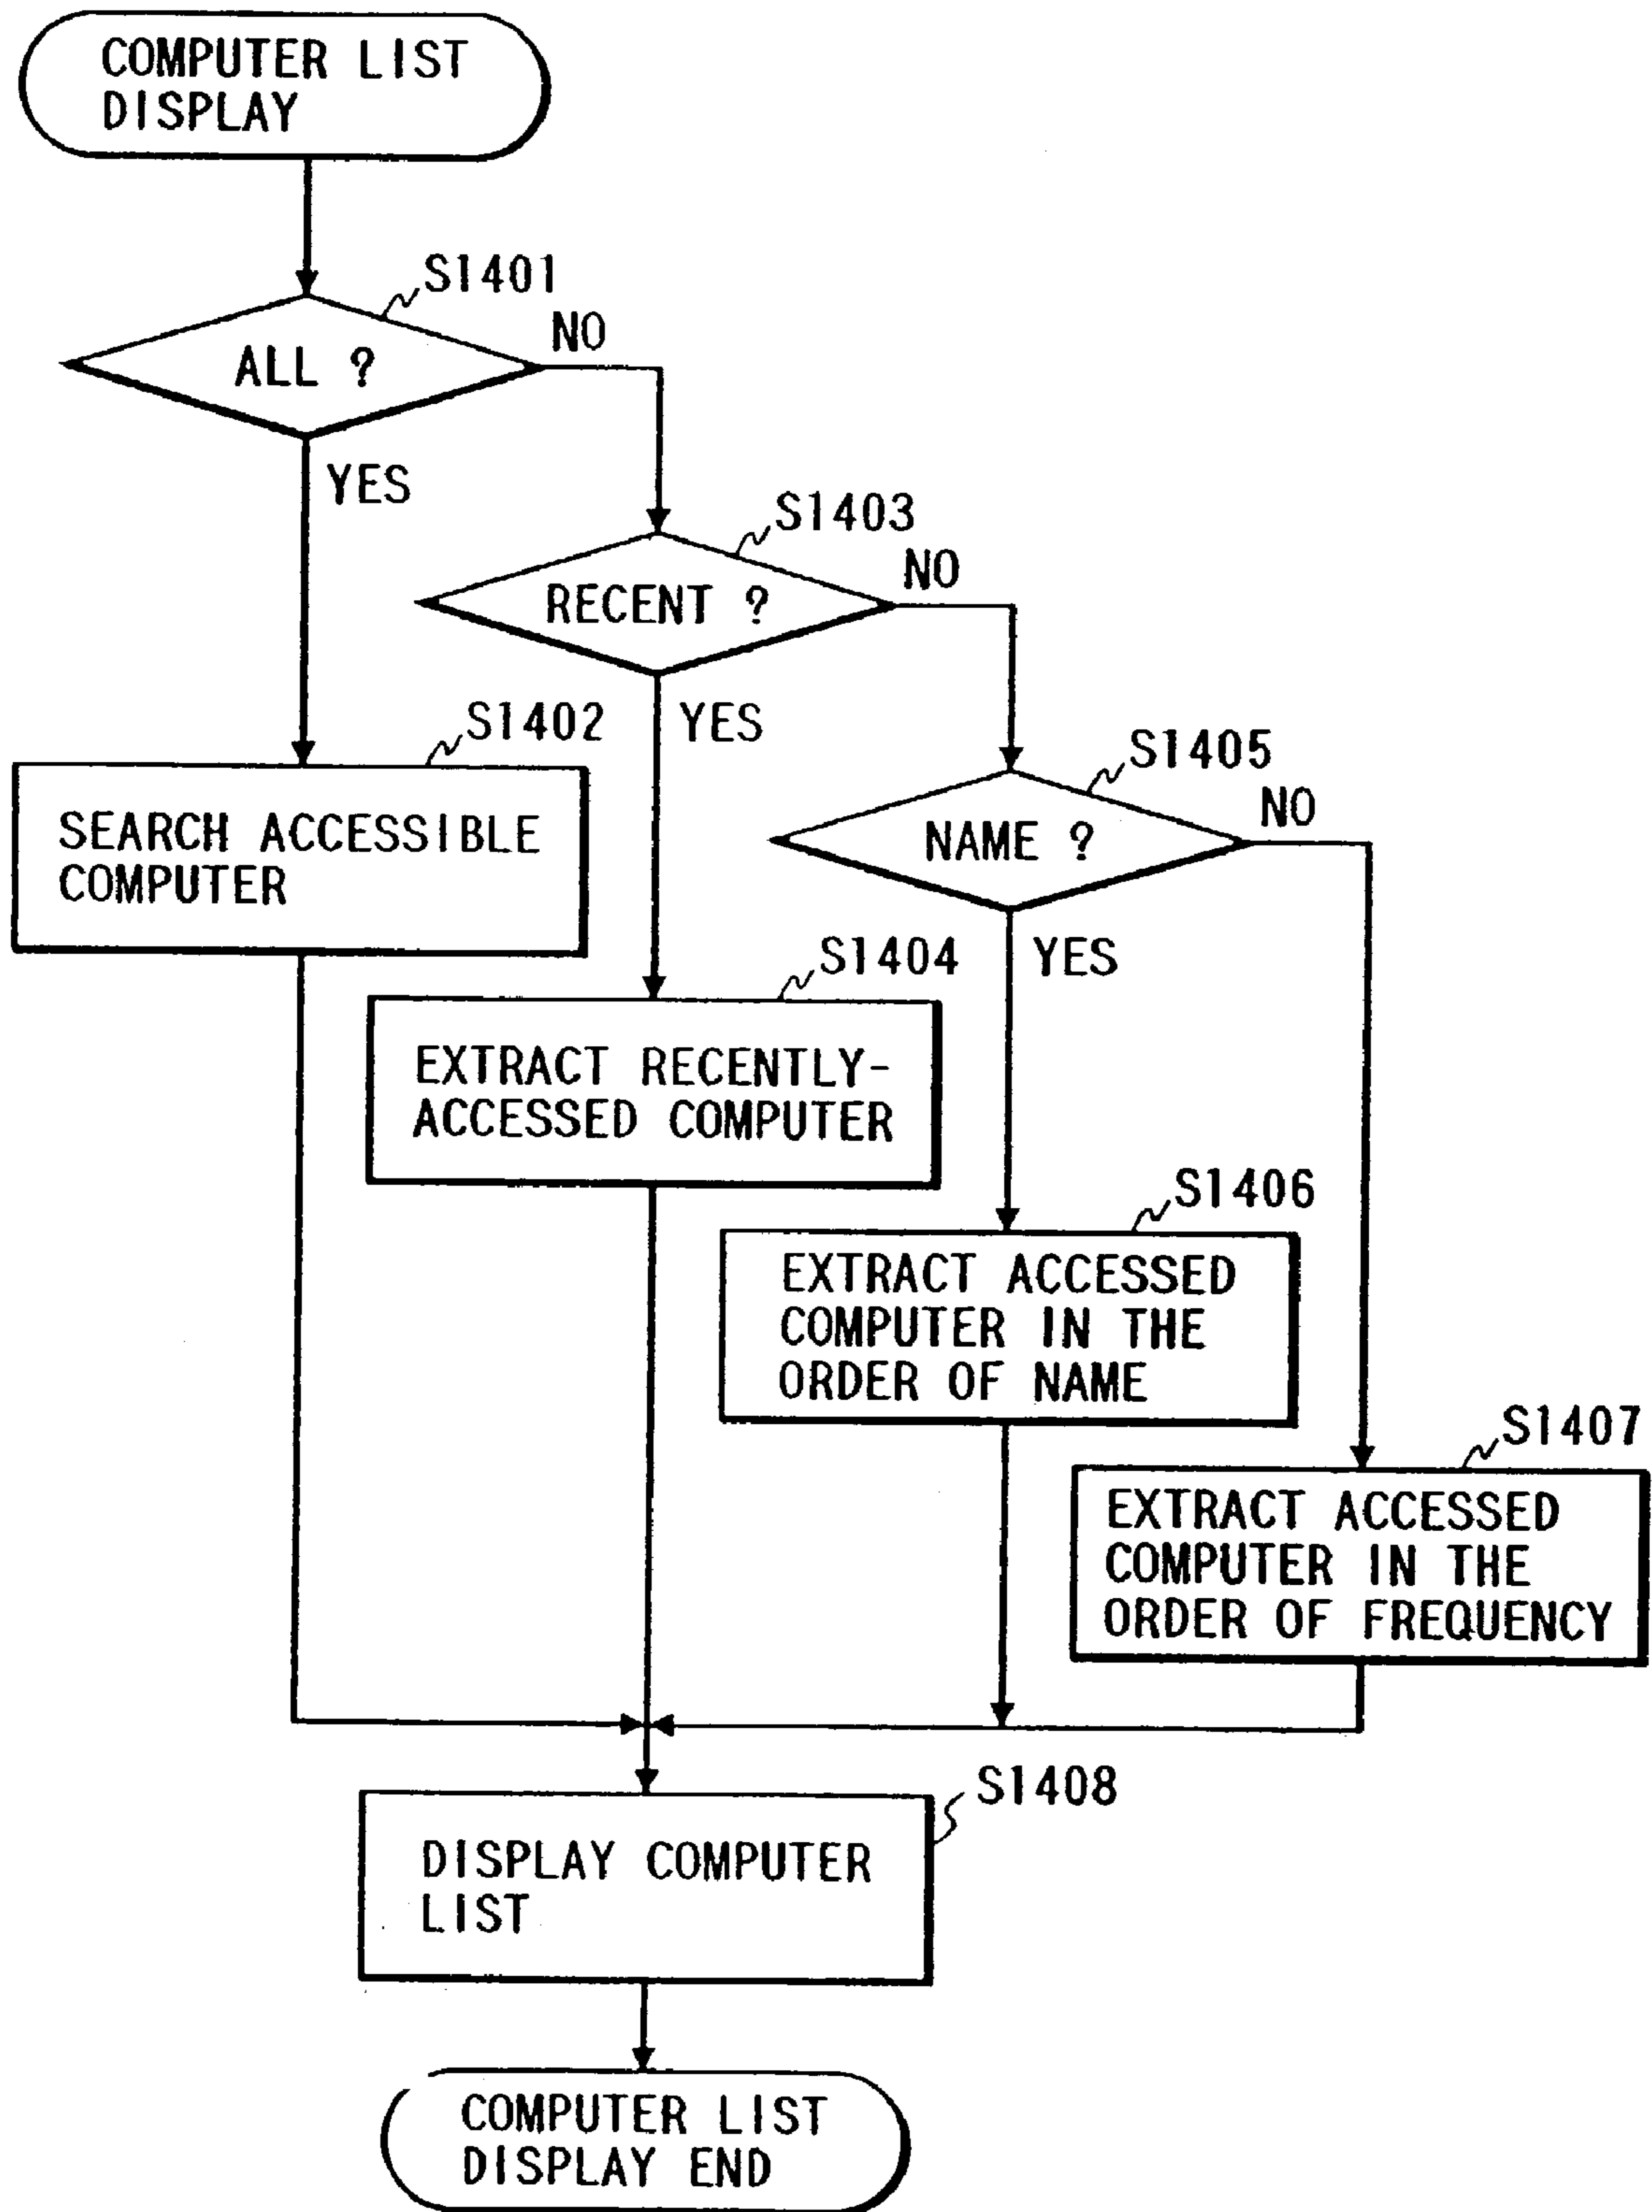 COMPUTER LIST
DISPLAY
S1401
ALL ?
NO
YES
S1403
RECENT ?
NO
YES
S1402
SEARCH ACCESSIBLE
COMPUTER
S1405
NAME ?
NO
YES
S1404
EXTRACT RECENTLY-
ACCESSED COMPUTER
S1406
EXTRACT ACCESSED
COMPUTER IN THE
ORDER OF NAME
S1407
EXTRACT ACCESSED
COMPUTER IN THE
ORDER OF FREQUENCY
S1408
DISPLAY COMPUTER
LIST
COMPUTER LIST
DISPLAY END